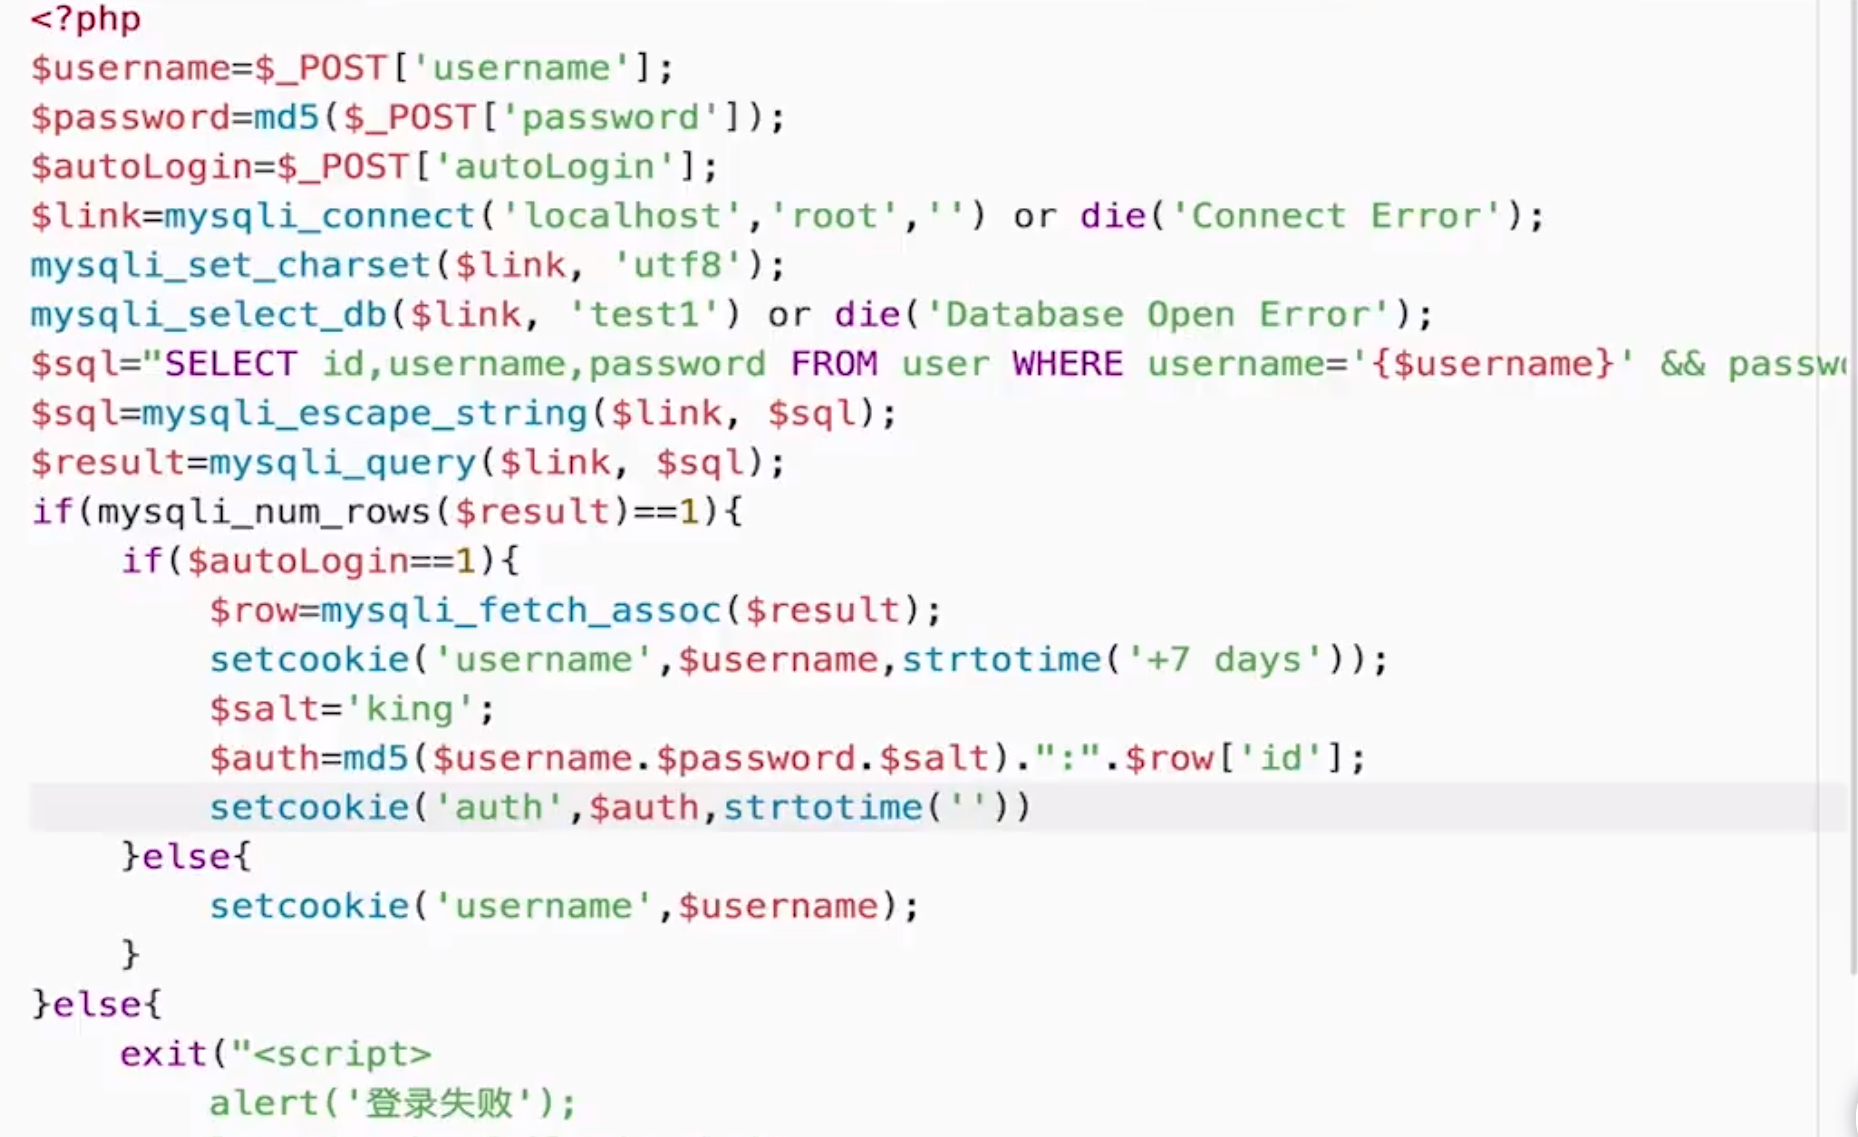 <?php
$username=$_POST['username'];
$password=md5($_POST['password']);
$autoLogin=$_POST['autoLogin'];
$link=mysqli_connect('localhost','root','') or die('Connect Error');
mysqli_set_charset($link, 'utf8');
mysqli_select_db($link, 'test1') or die('Database Open Error');
$sql="SELECT id,username,password FROM user WHERE username='{$username}' && passw
$sql=mysqli_escape_string($link, $sql);
$result=mysqli_query($link, $sql);
if(mysqli_num_rows($result)==1){
    if($autoLogin==1){
        $row=mysqli_fetch_assoc($result);
        setcookie('username',$username,strtotime('+7 days'));
        $salt='king';
        $auth=md5($username.$password.$salt).":".$row['id'];
        setcookie('auth',$auth,strtotime(''))
    }else{
        setcookie('username',$username);
    }
}else{
    exit("<script>
        alert('登录失败');